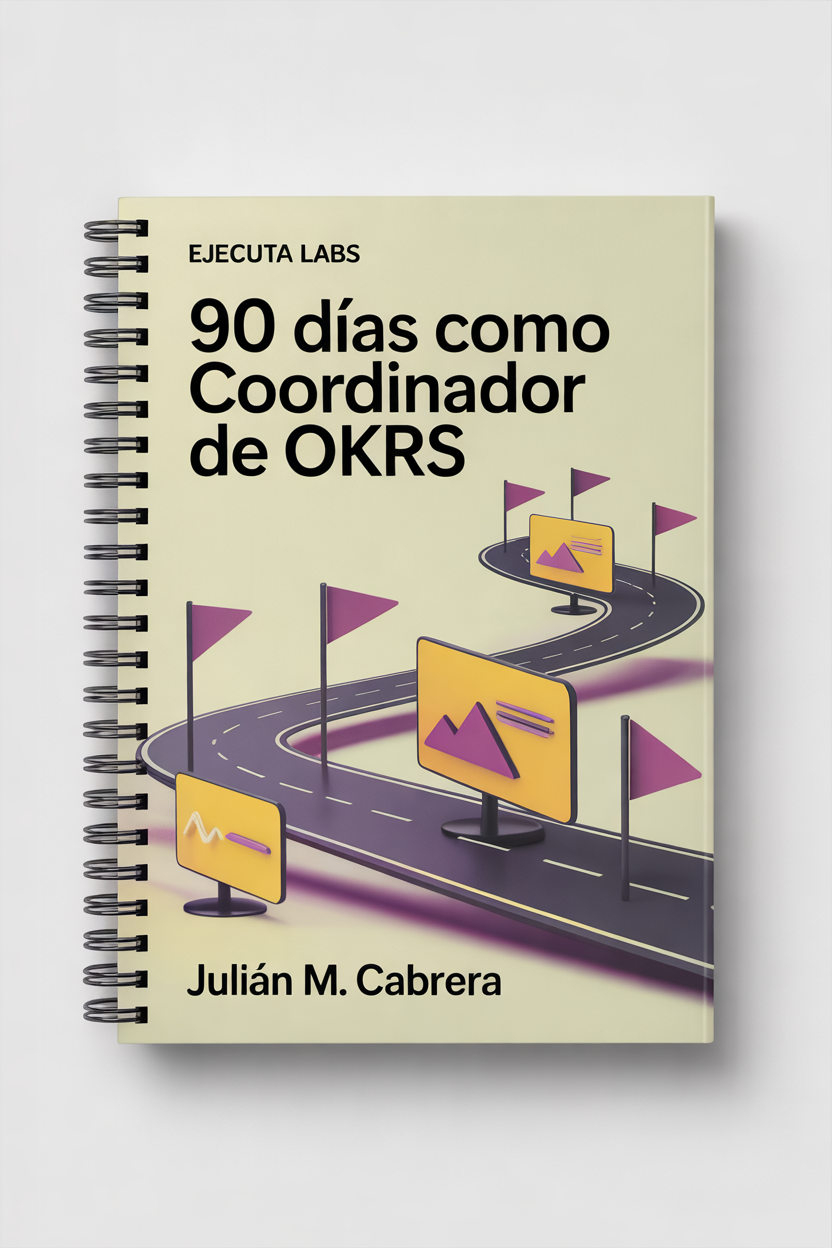 EJECUTA LABS
90 días como
Coordinador
de OKRS
Julián M. Cabrera